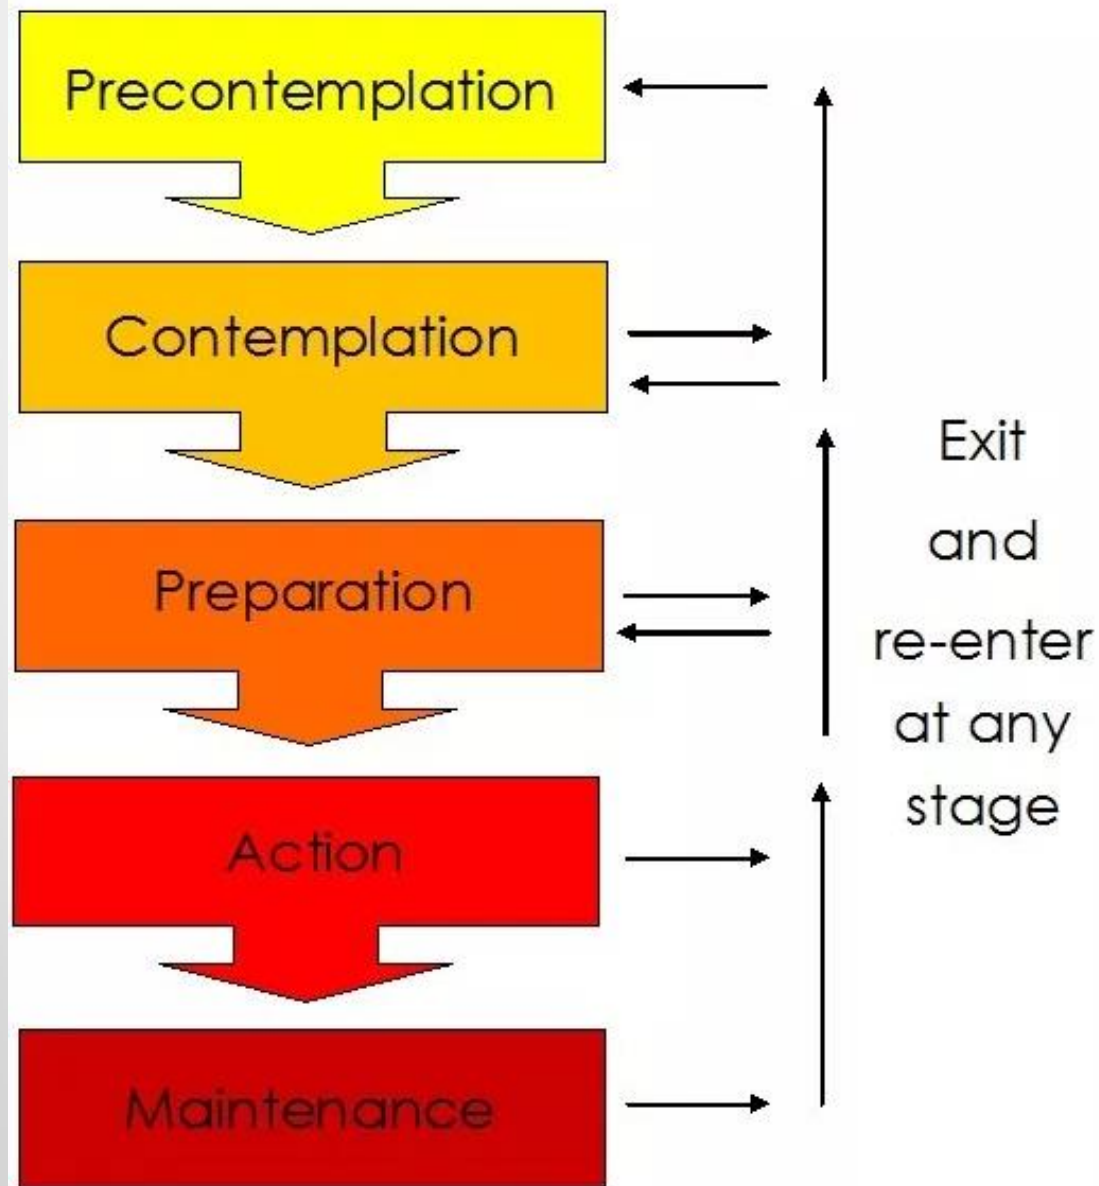 Precontemplation
Contemplation
Preparation
Action
Maintenance
Exit
and
re-enter
at any
stage